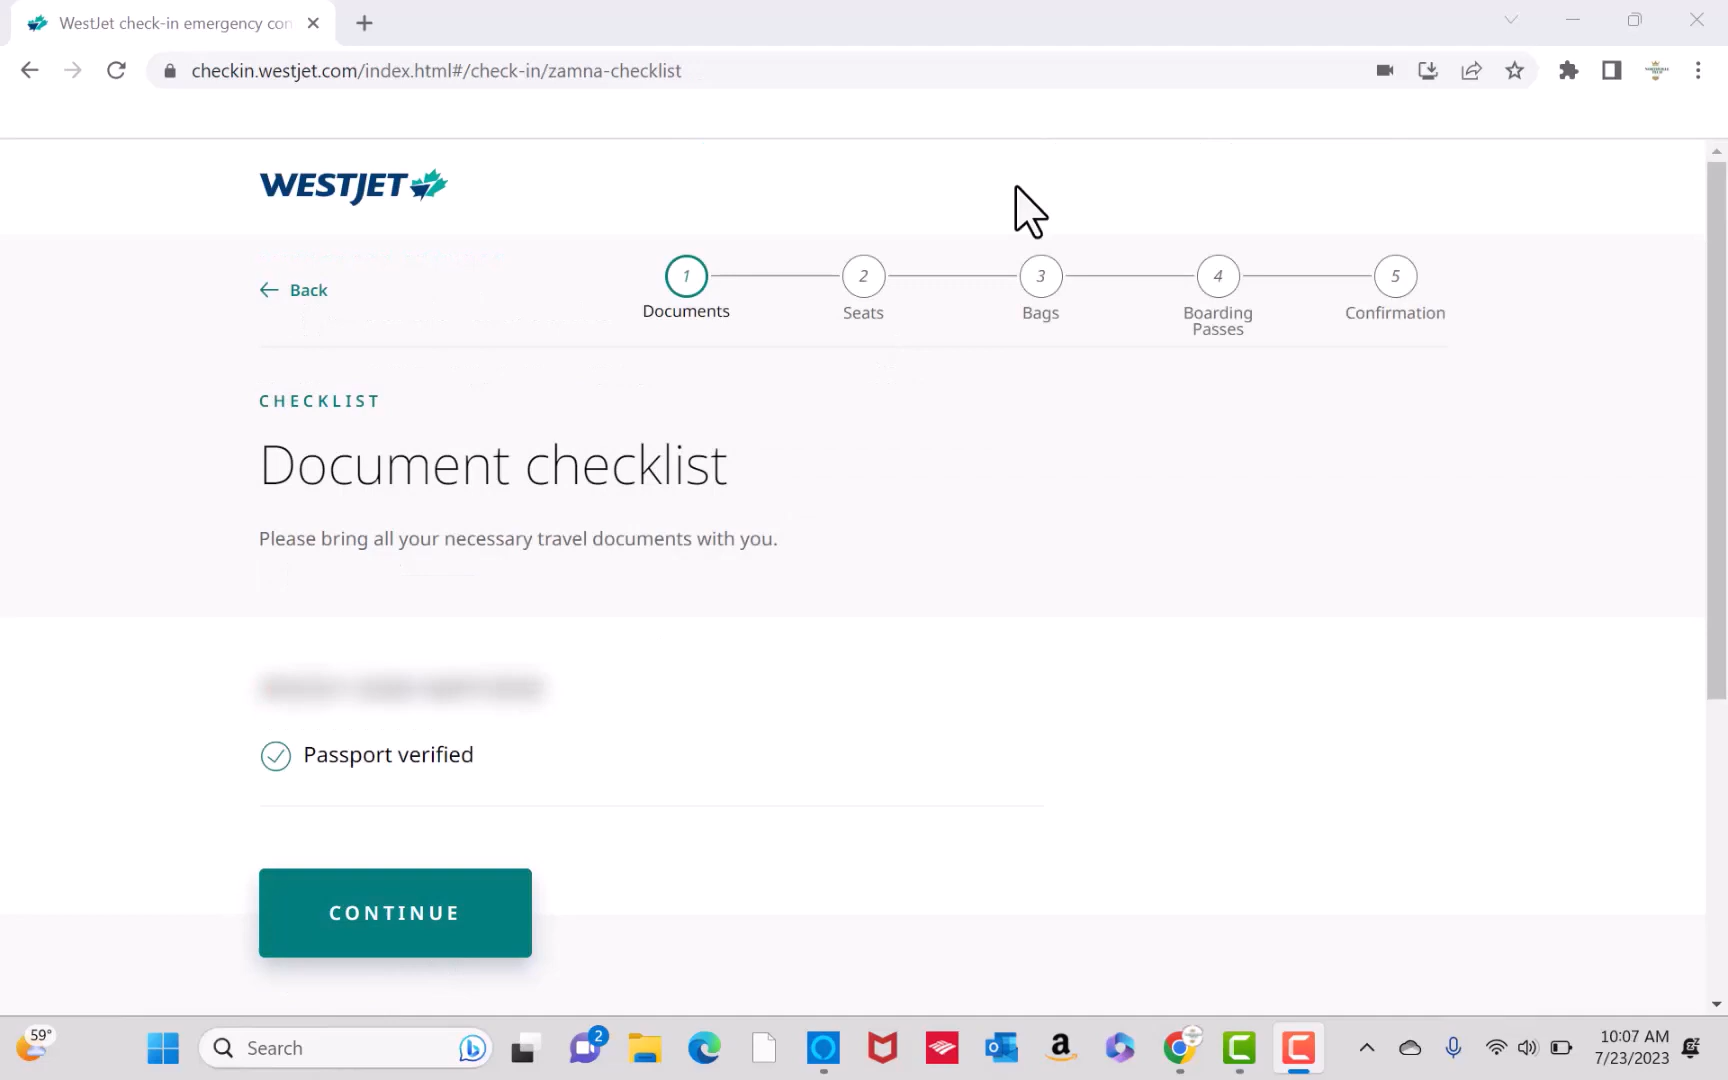 WestJet check-in emergency con
checkin.westjet.com/index.html#/check-in/zamna-checklist
WESTJET
Back
1
2
3
4
5
Documents
Seats
Bags
Boarding
Passes
Confirmation
CHECKLIST
Document checklist
Please bring all your necessary travel documents with you.
Passport verified
CONTINUE
59°
Search
2
10:07 AM
7/23/2023